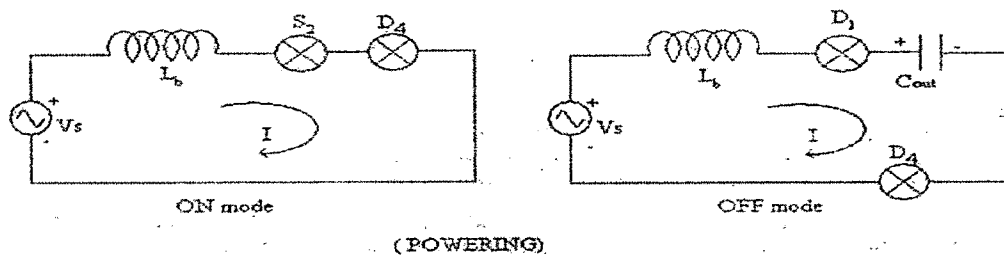 S2 D4
Lb
+ Vs -
I
ON mode
D1 + -
Lb Cout
+ Vs -
I
D4
OFF mode
( POWERING)